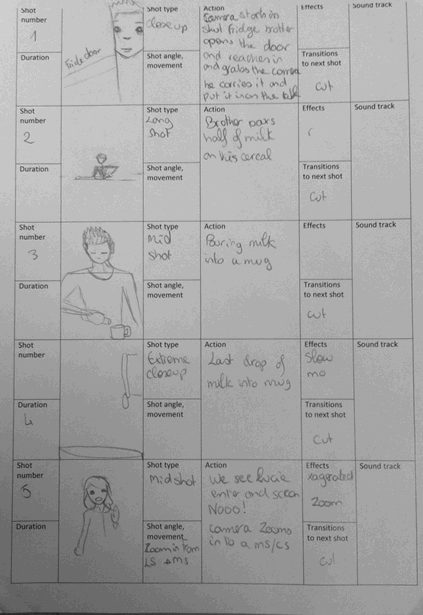 Shot number
1
Duration
Fridge door
Shot type
Close up
Shot angle, movement
Action
Camera starts in
shut fridge brother
opens the door
and reaches in
and grabs the camera
he carries it and
put it is on the
Effects
Transitions to next shot
Cut
Sound track
Shot number
2
Duration
Shot type
Long
Shot
Shot angle, movement
Action
Brother pours
half of milk
on his cereal
Effects
Transitions to next shot
Cut
Sound track
Shot number
3
Duration
Shot type
Mid
Shot
Shot angle, movement
Action
Puring milk
into a mug
Effects
Transitions to next shot
Cut
Sound track
Shot number
Duration
4
Shot type
Extreme
closeup
Shot angle, movement
Action
Last drop of
milk into mug
Effects
Slow
mo
Transitions to next shot
Cut
Sound track
Shot number
5
Duration
Shot type
Mid shot
Shot angle, movement
Zoom in from
LS + MS
Action
We see Lucie
enter and scream
Nooo!
Camera Zooms
in to a ms/cs
Effects
Zoom
Transitions to next shot
Cut
Sound track